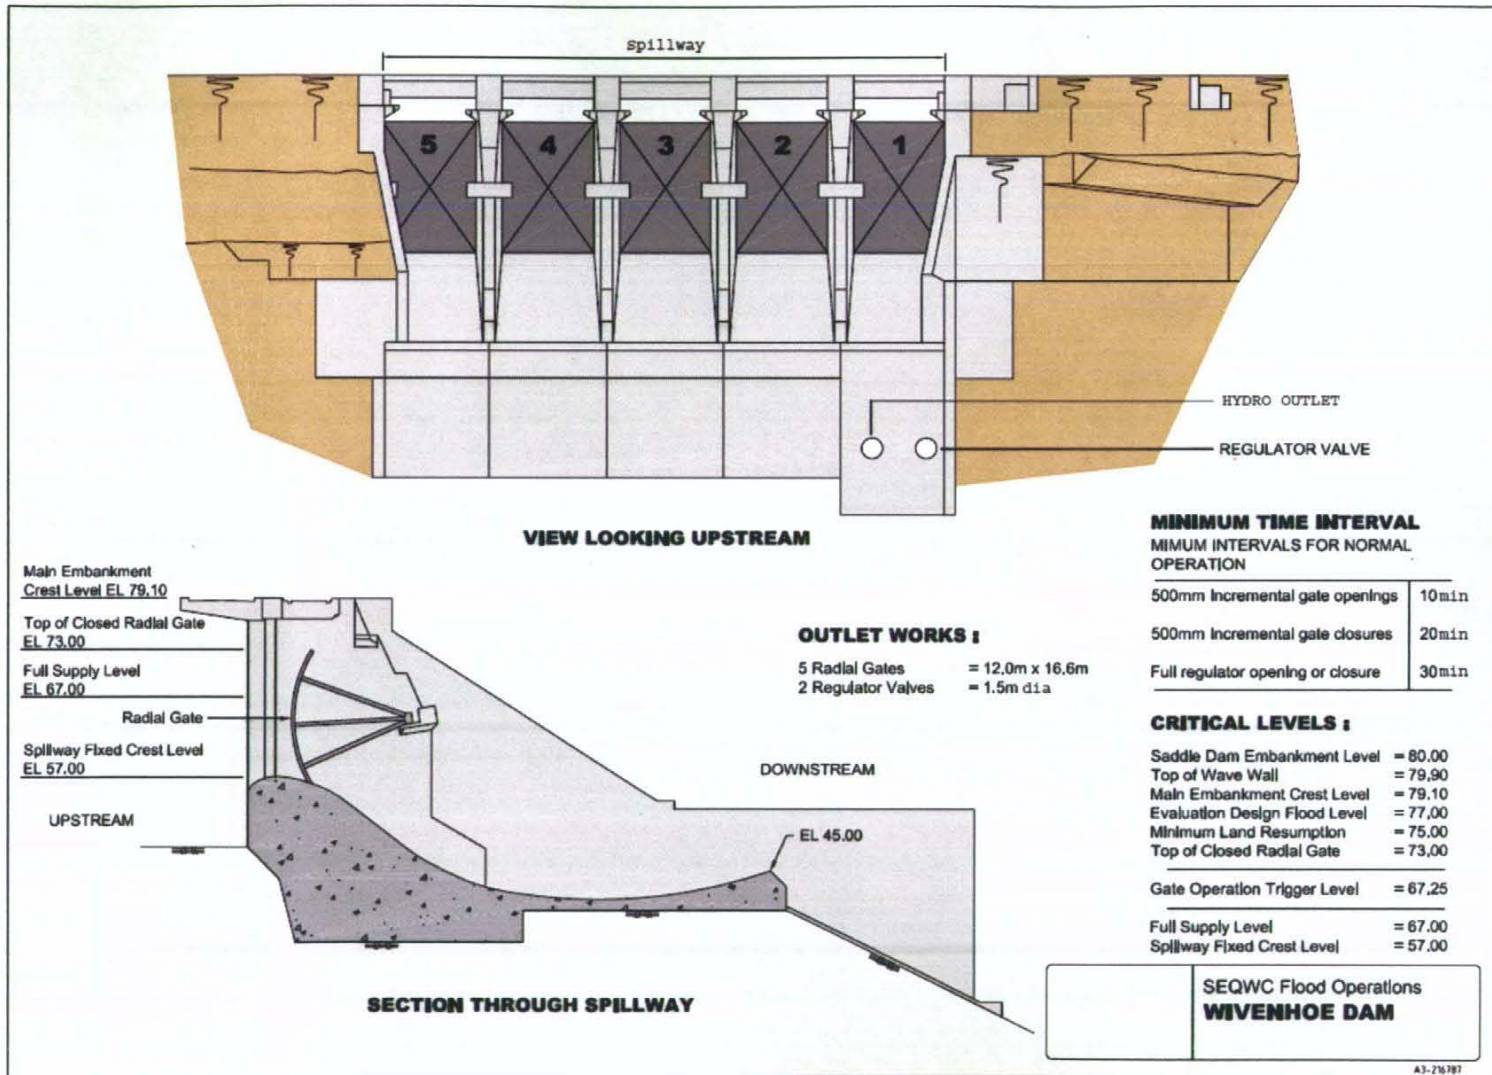 Spillway
5 4 3 2 1
HYDRO OUTLET
REGULATOR VALVE
VIEW LOOKING UPSTREAM
MINIMUM TIME INTERVAL
MIMUM INTERVALS FOR NORMAL
OPERATION
500mm Incremental gate openings 10min
500mm Incremental gate closures 20min
Full regulator opening or closure 30min
Main Embankment
Crest Level EL 79.10
Top of Closed Radial Gate
EL 73.00
Full Supply Level
EL 67.00
Radial Gate
Spillway Fixed Crest Level
EL 57.00
UPSTREAM
OUTLET WORKS :
5 Radial Gates = 12.0m x 16.6m
2 Regulator Valves = 1.5m dia
DOWNSTREAM
EL 45.00
SECTION THROUGH SPILLWAY
CRITICAL LEVELS :
Saddle Dam Embankment Level = 80.00
Top of Wave Wall = 79.90
Main Embankment Crest Level = 79.10
Evaluation Design Flood Level = 77.00
Minimum Land Resumption = 75.00
Top of Closed Radial Gate = 73.00
Gate Operation Trigger Level = 67.25
Full Supply Level = 67.00
Spillway Fixed Crest Level = 57.00
SEQWC Flood Operations
WIVENHOE DAM
A3-216787